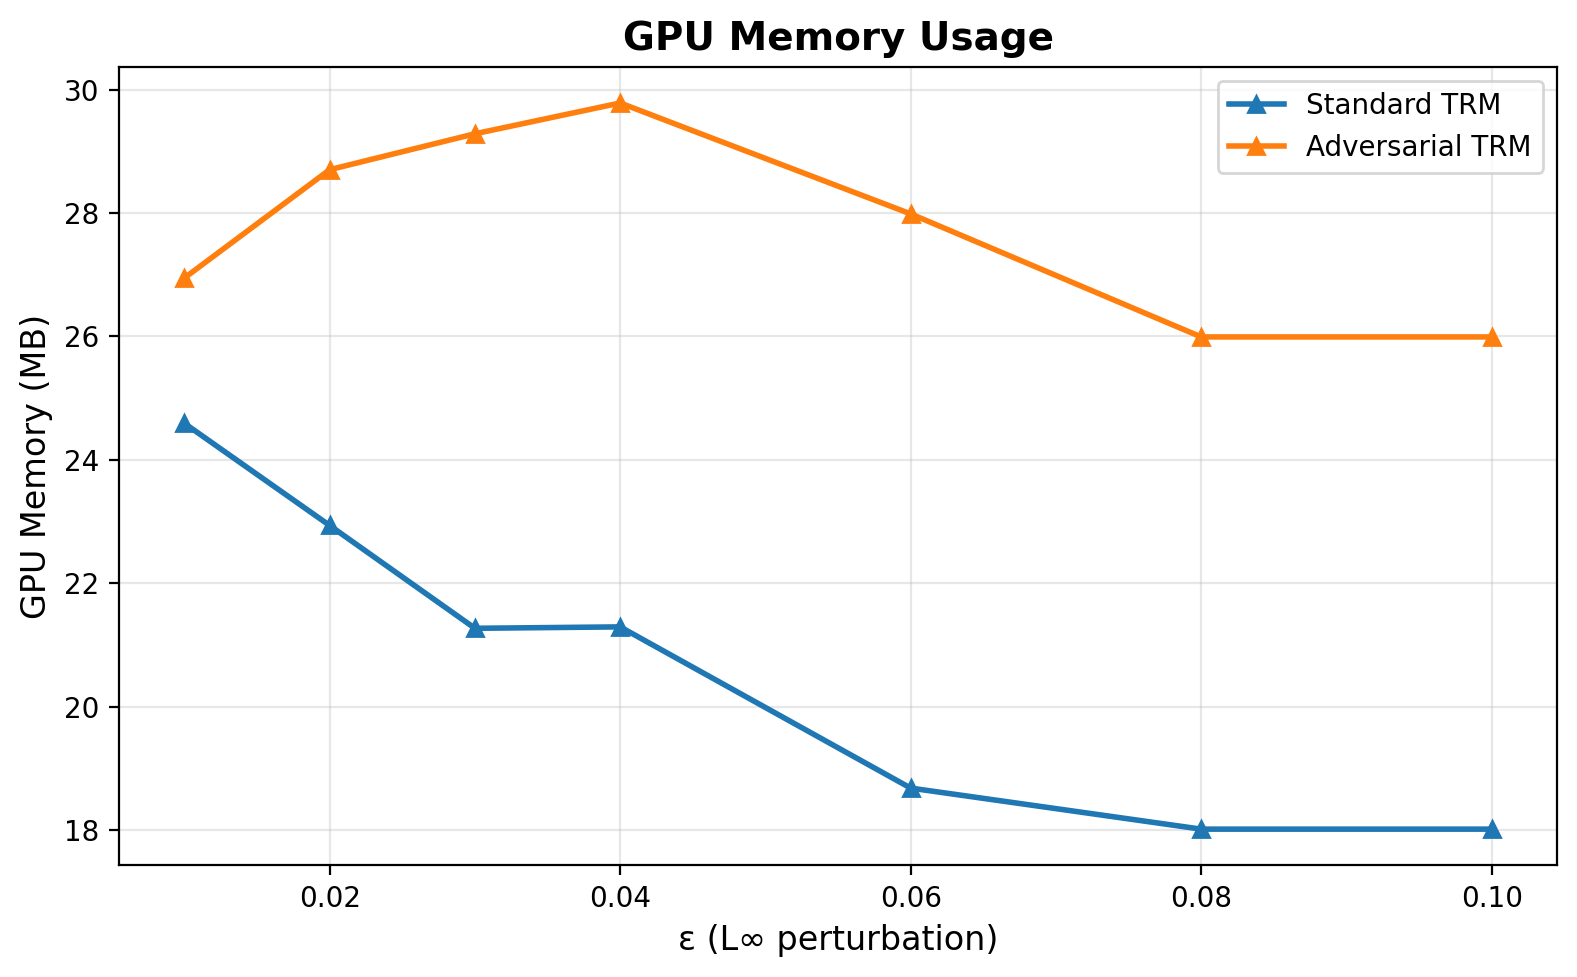 GPU Memory Usage
Standard TRM
Adversarial TRM
GPU Memory (MB)
30
28
26
24
22
20
18
0.02 0.04 0.06 0.08 0.10
ε (L∞ perturbation)